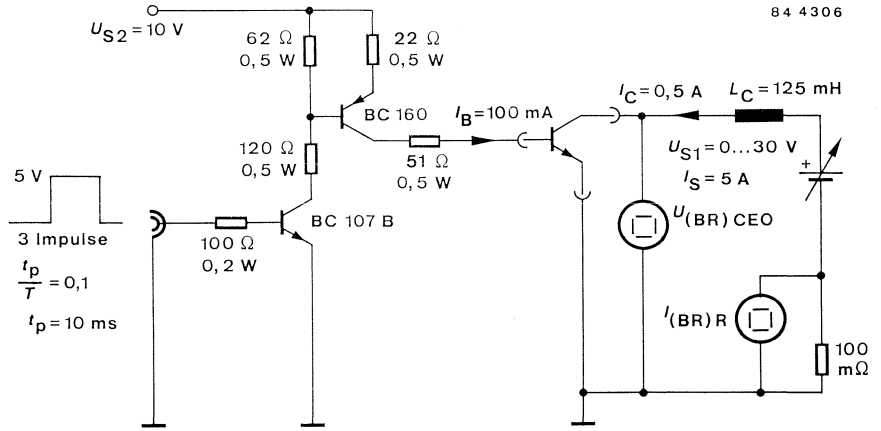 84 4306
U_S2 = 10 V
62 Ω
0,5 W
22 Ω
0,5 W
BC 160
I_B = 100 mA
I_C = 0,5 A
L_C = 125 mH
120 Ω
0,5 W
51 Ω
0,5 W
U_S1 = 0...30 V
I_S = 5 A
+
5 V
3 Impulse
t_p
T
= 0,1
t_p = 10 ms
100 Ω
0,2 W
BC 107 B
U_(BR) CEO
I_(BR) R
100
mΩ